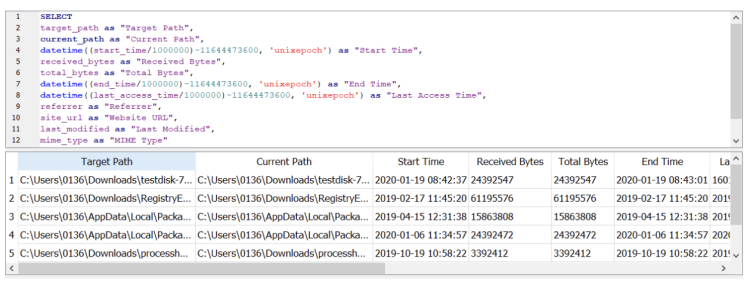 1 SELECT
2 target_path as "Target Path",
3 current_path as "Current Path",
4 datetime((start_time/1000000)-11644473600, 'unixepoch') as "Start Time",
5 received_bytes as "Received Bytes",
6 total_bytes as "Total Bytes",
7 datetime((end_time/1000000)-11644473600, 'unixepoch') as "End Time",
8 datetime((last_access_time/1000000)-11644473600, 'unixepoch') as "Last Access Time",
9 referrer as "Referrer",
10 site_url as "Website URL",
11 last_modified as "Last Modified",
12 mime_type as "MIME Type"
Target Path Current Path Start Time Received Bytes Total Bytes End Time La
1 C:\Users\0136\Downloads\testdisk-7... C:\Users\0136\Downloads\testdisk-7... 2020-01-19 08:42:37 24392547 24392547 2020-01-19 08:43:01 160
2 C:\Users\0136\Downloads\RegistryE... C:\Users\0136\Downloads\RegistryE... 2019-02-17 11:45:20 61195576 61195576 2019-02-17 11:45:20 201
3 C:\Users\0136\AppData\Local\Packa... C:\Users\0136\AppData\Local\Packa... 2019-04-15 12:31:38 15863808 15863808 2019-04-15 12:31:38 201
4 C:\Users\0136\AppData\Local\Packa... C:\Users\0136\AppData\Local\Packa... 2020-01-06 11:34:57 24292472 24292472 2020-01-06 11:34:57 202
5 C:\Users\0136\Downloads\processh... C:\Users\0136\Downloads\processh... 2019-10-19 10:58:22 3392412 3392412 2019-10-19 10:58:22 201